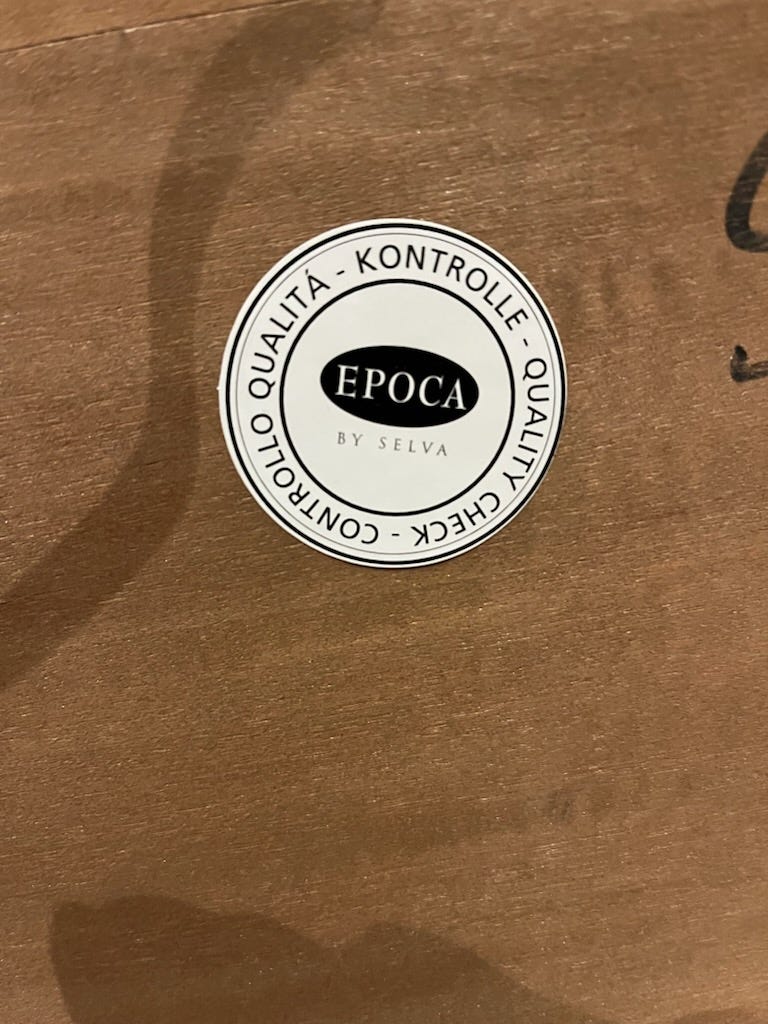 KONTROLLE - QUALITY CHECK - CONTROLLO QUALITÁ -
EPOCA
BY SELVA